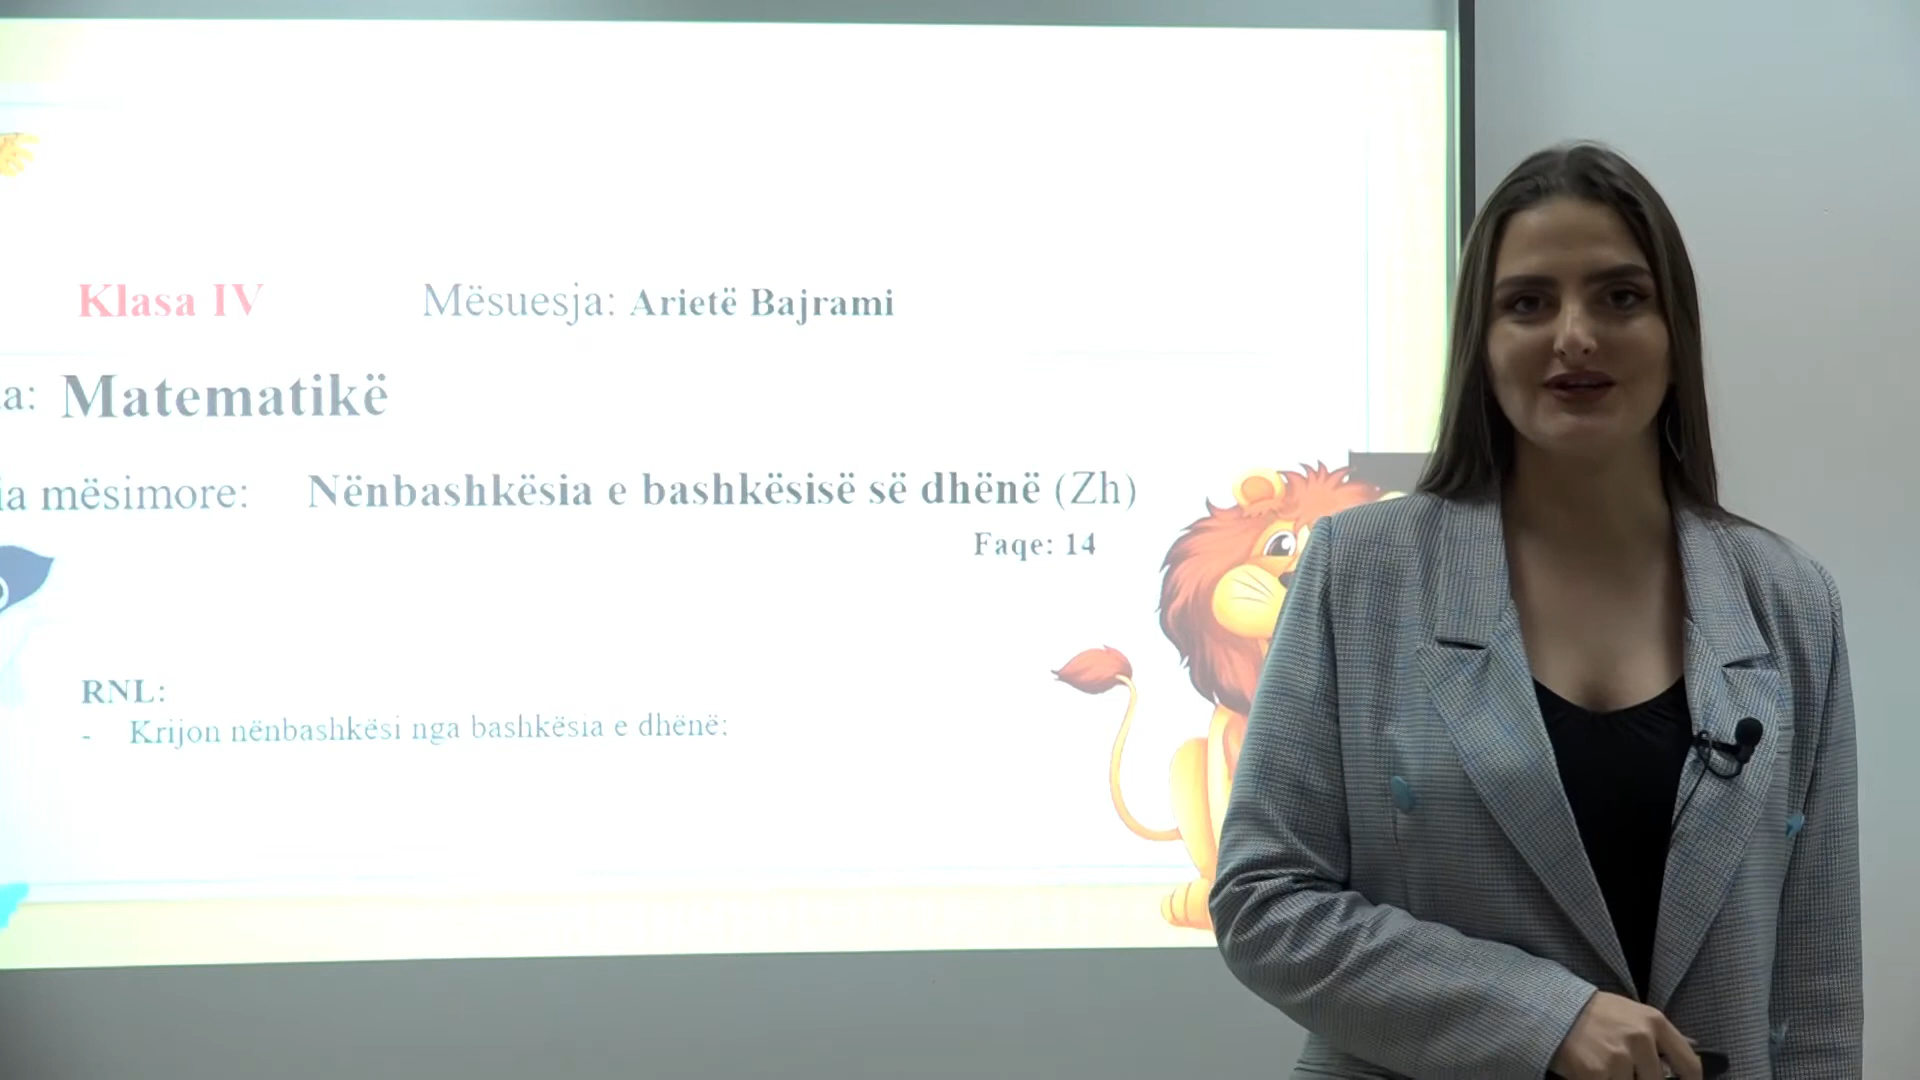 Klasa IV Mësuesja: Arietë Bajrami
Matematikë
mësimore: Nënbashkësia e bashkësisë së dhënë (Zh)
Faqe: 14
RNL:
- Krijon nënbashkësi nga bashkësia e dhënë;